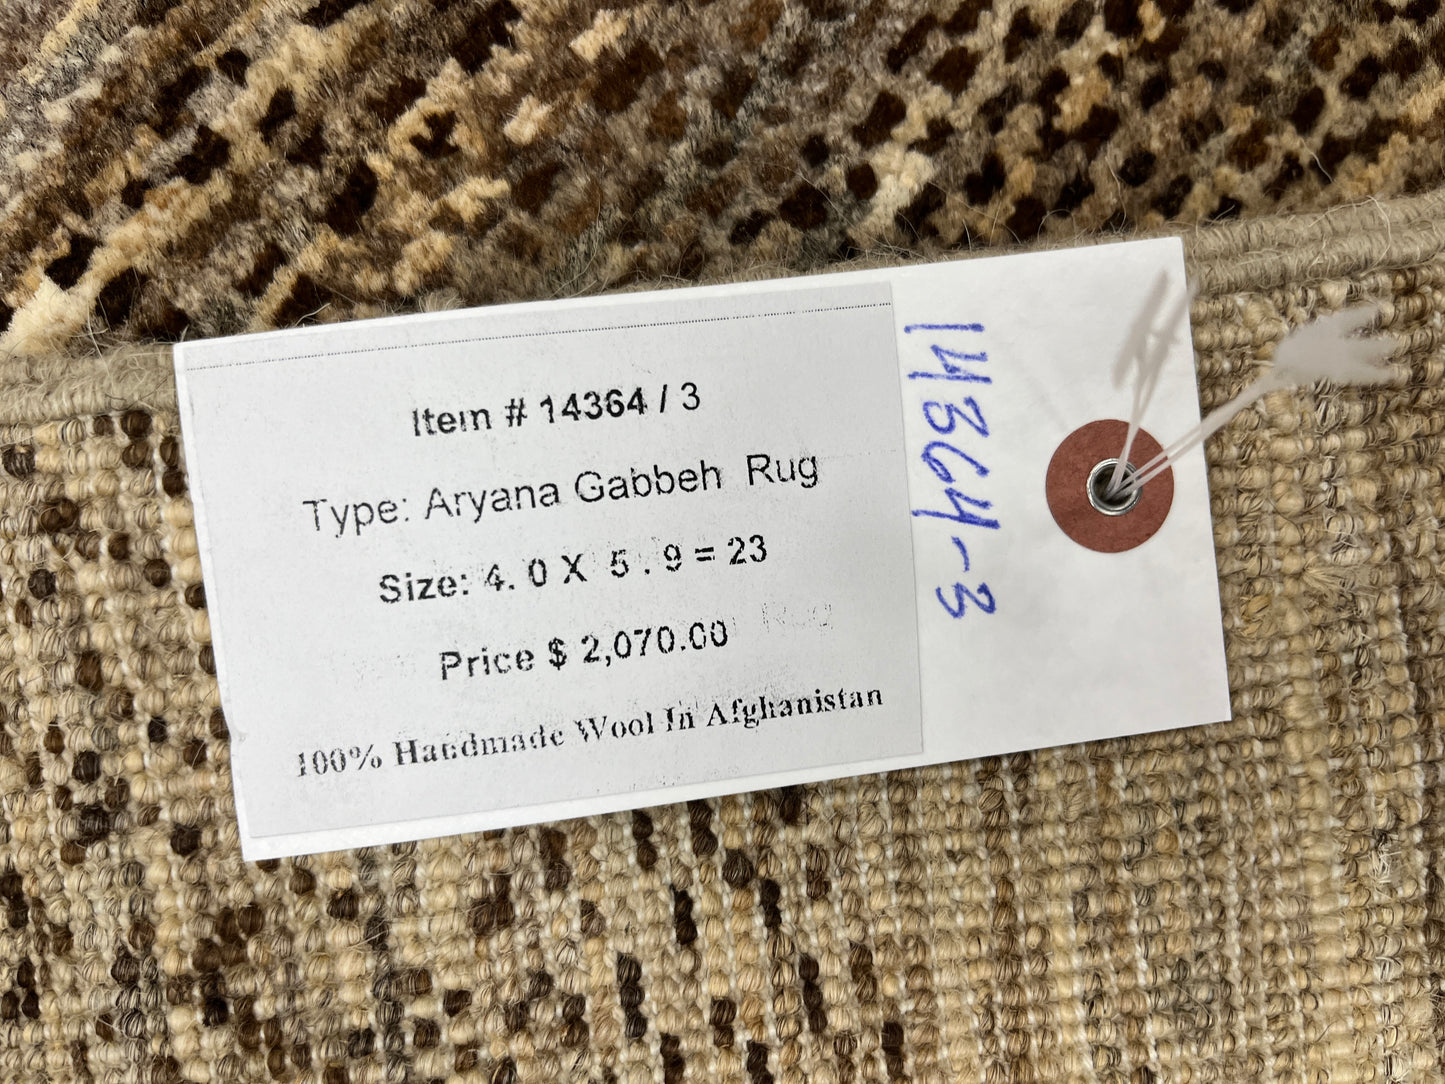 Item # 14364 / 3
Type: Aryana Gabbeh Rug
Size: 4. 0 X 5 . 9 = 23
Price $ 2,070.00
Rug
100% Handmade Wool In Afghanistan
14364-3